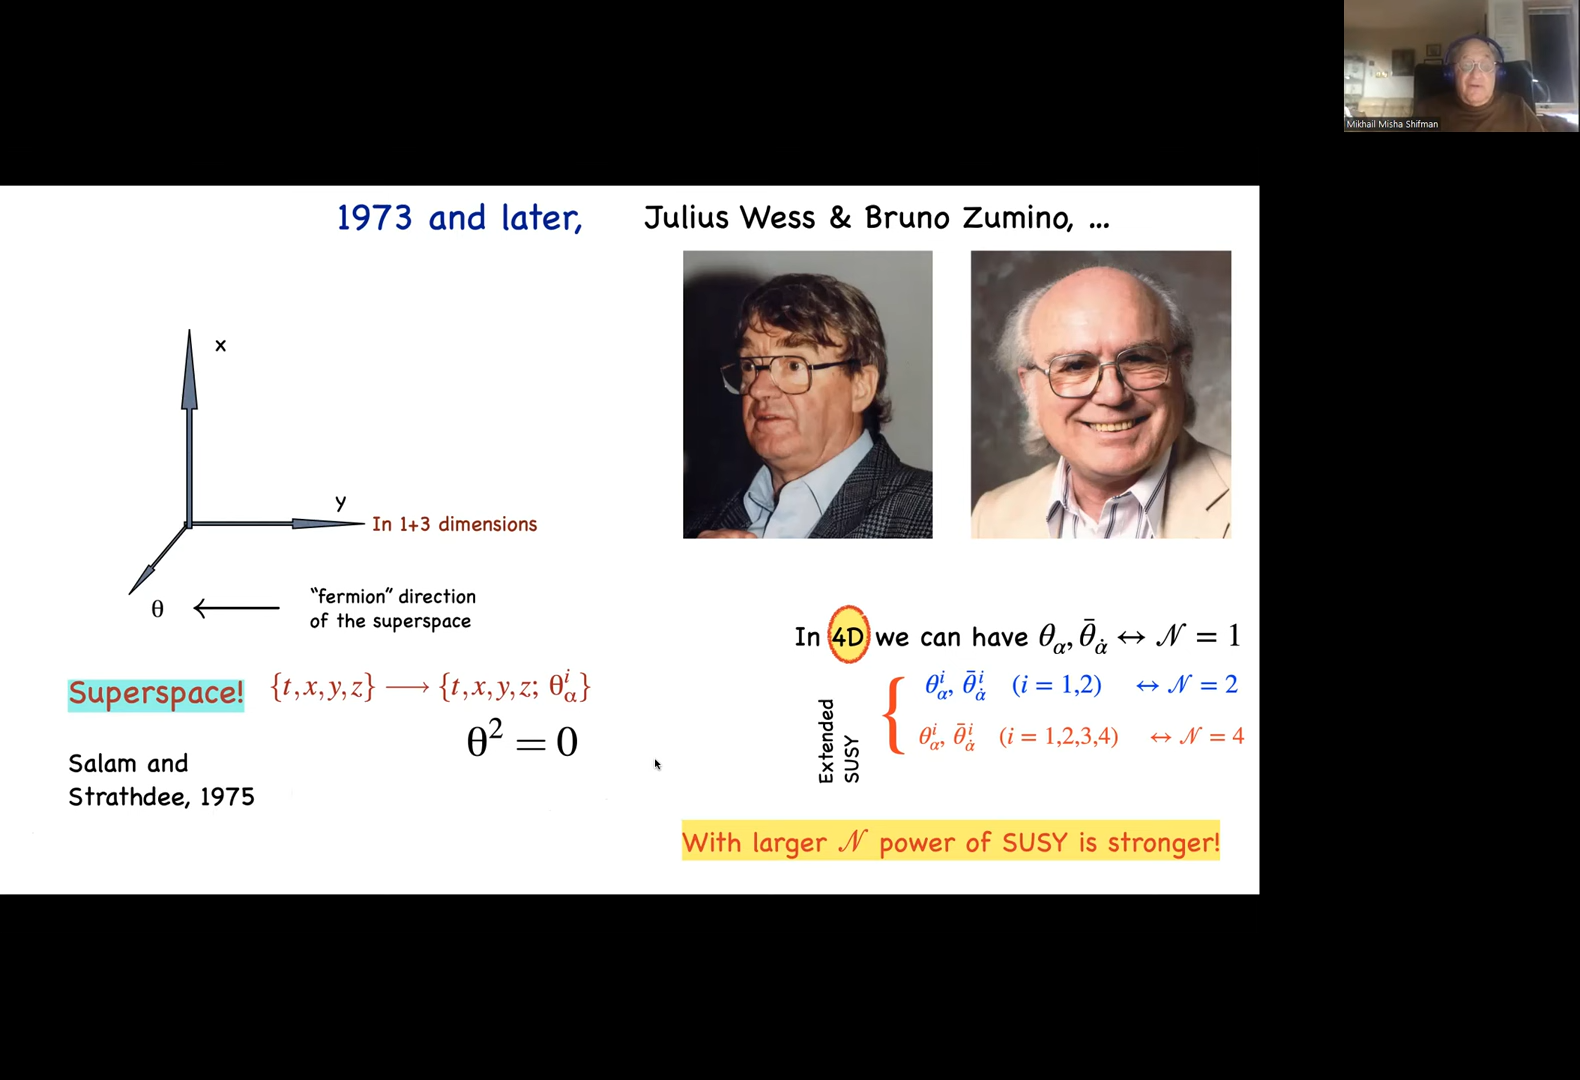 Mikhail Misha Shifman
1973 and later, Julius Wess & Bruno Zumino, ...
x
y
In 1+3 dimensions
θ
“fermion” direction
of the superspace
Superspace! {t, x, y, z} ⟶ {t, x, y, z; θ^i_α}
θ² = 0
Salam and
Strathdee, 1975
In 4D we can have θ_α, θ̄_α̇ ↔ 𝒩 = 1
Extended
SUSY
θ^i_α, θ̄^i_α̇ (i = 1,2) ↔ 𝒩 = 2
θ^i_α, θ̄^i_α̇ (i = 1,2,3,4) ↔ 𝒩 = 4
With larger 𝒩 power of SUSY is stronger!